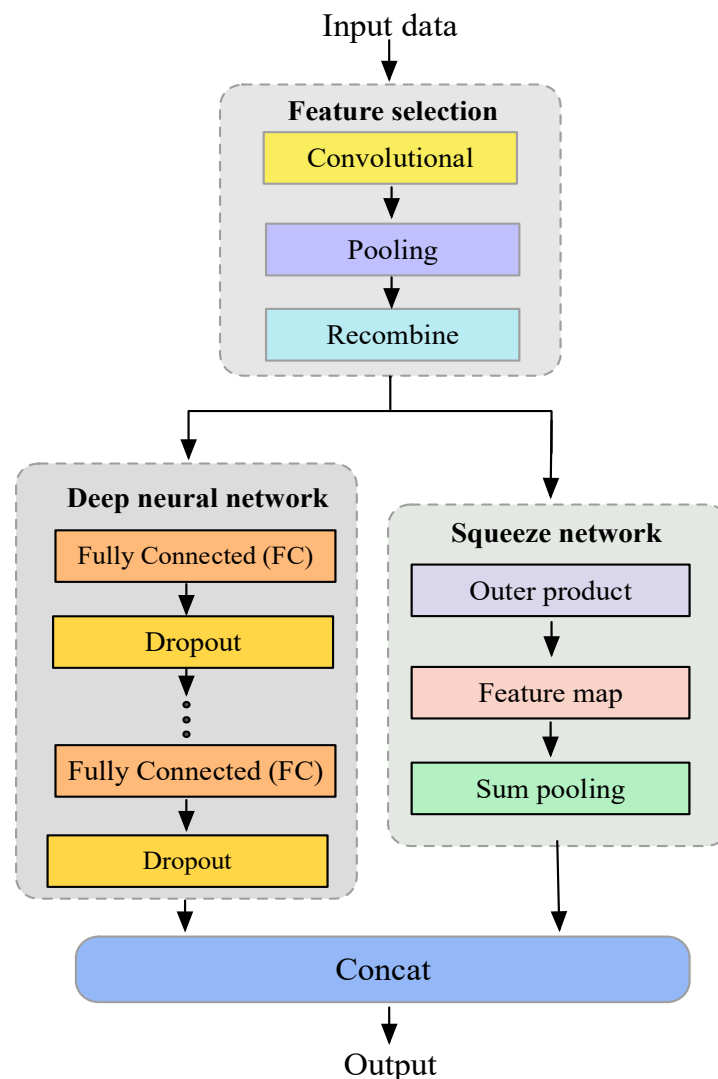 Input data
Feature selection
Convolutional
Pooling
Recombine
Deep neural network
Fully Connected (FC)
Dropout
Fully Connected (FC)
Dropout
Squeeze network
Outer product
Feature map
Sum pooling
Concat
Output